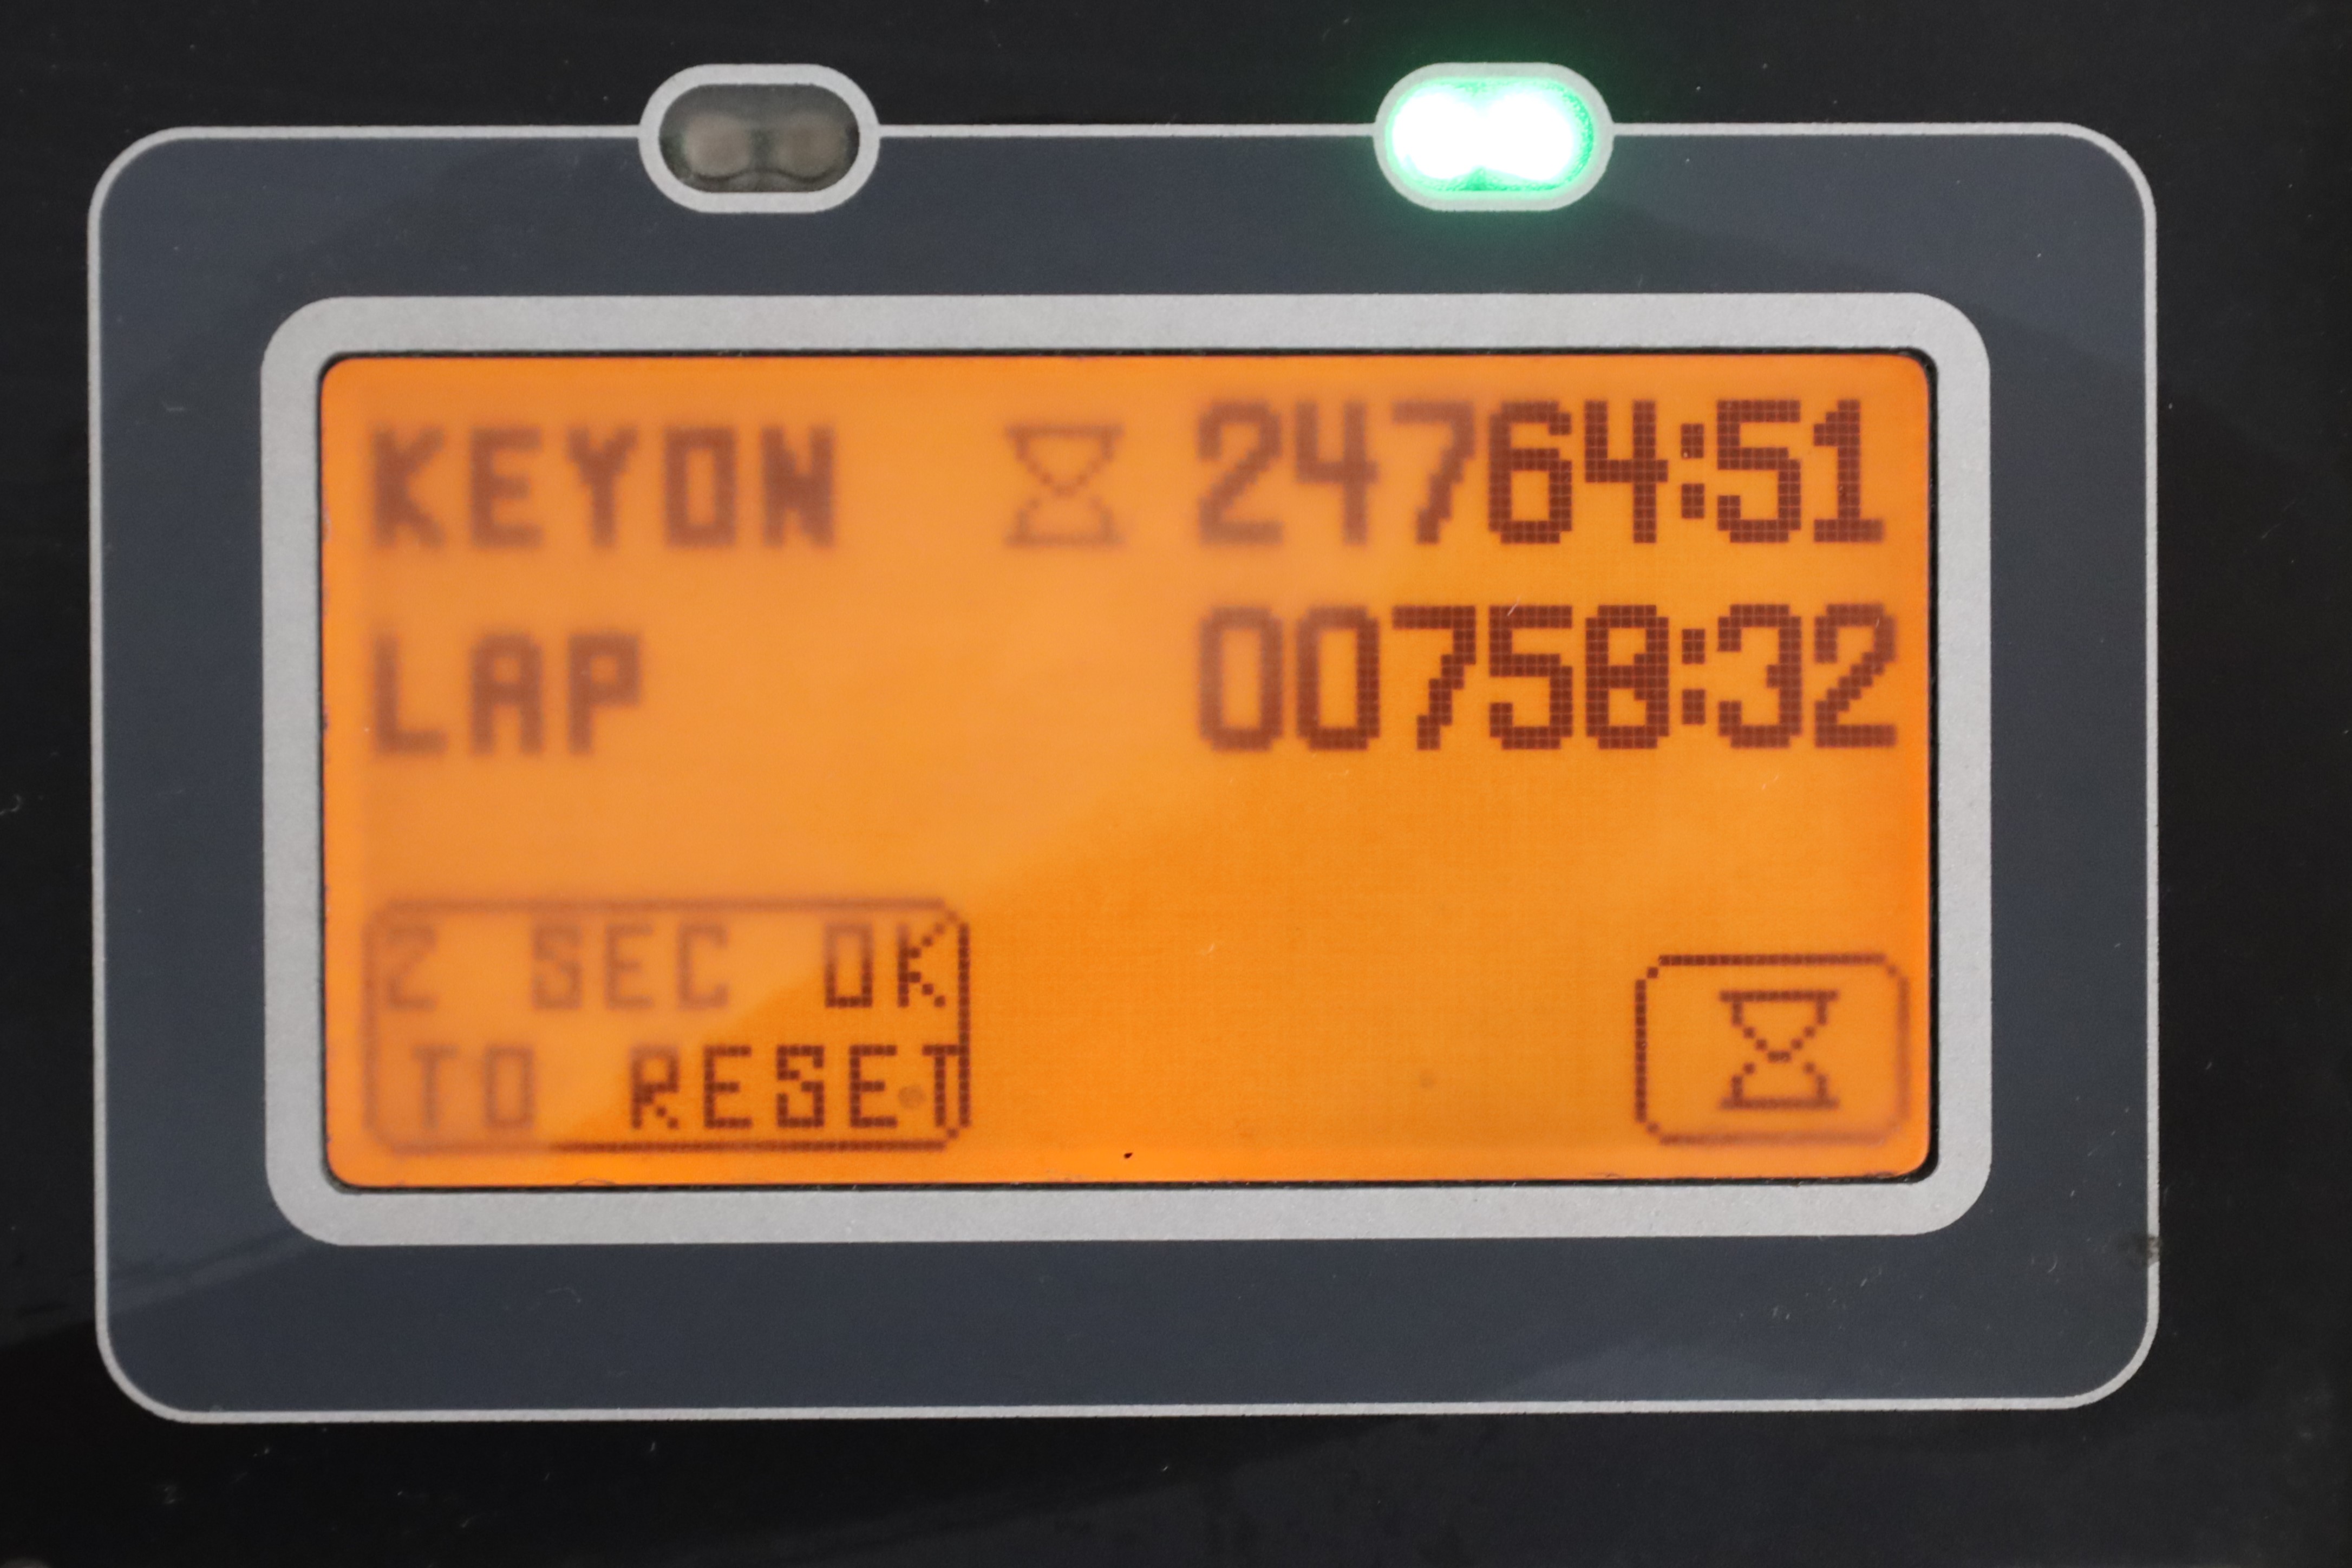 KEYON 24764:51
LAP 00758:32
2 SEC OK
TO RESET